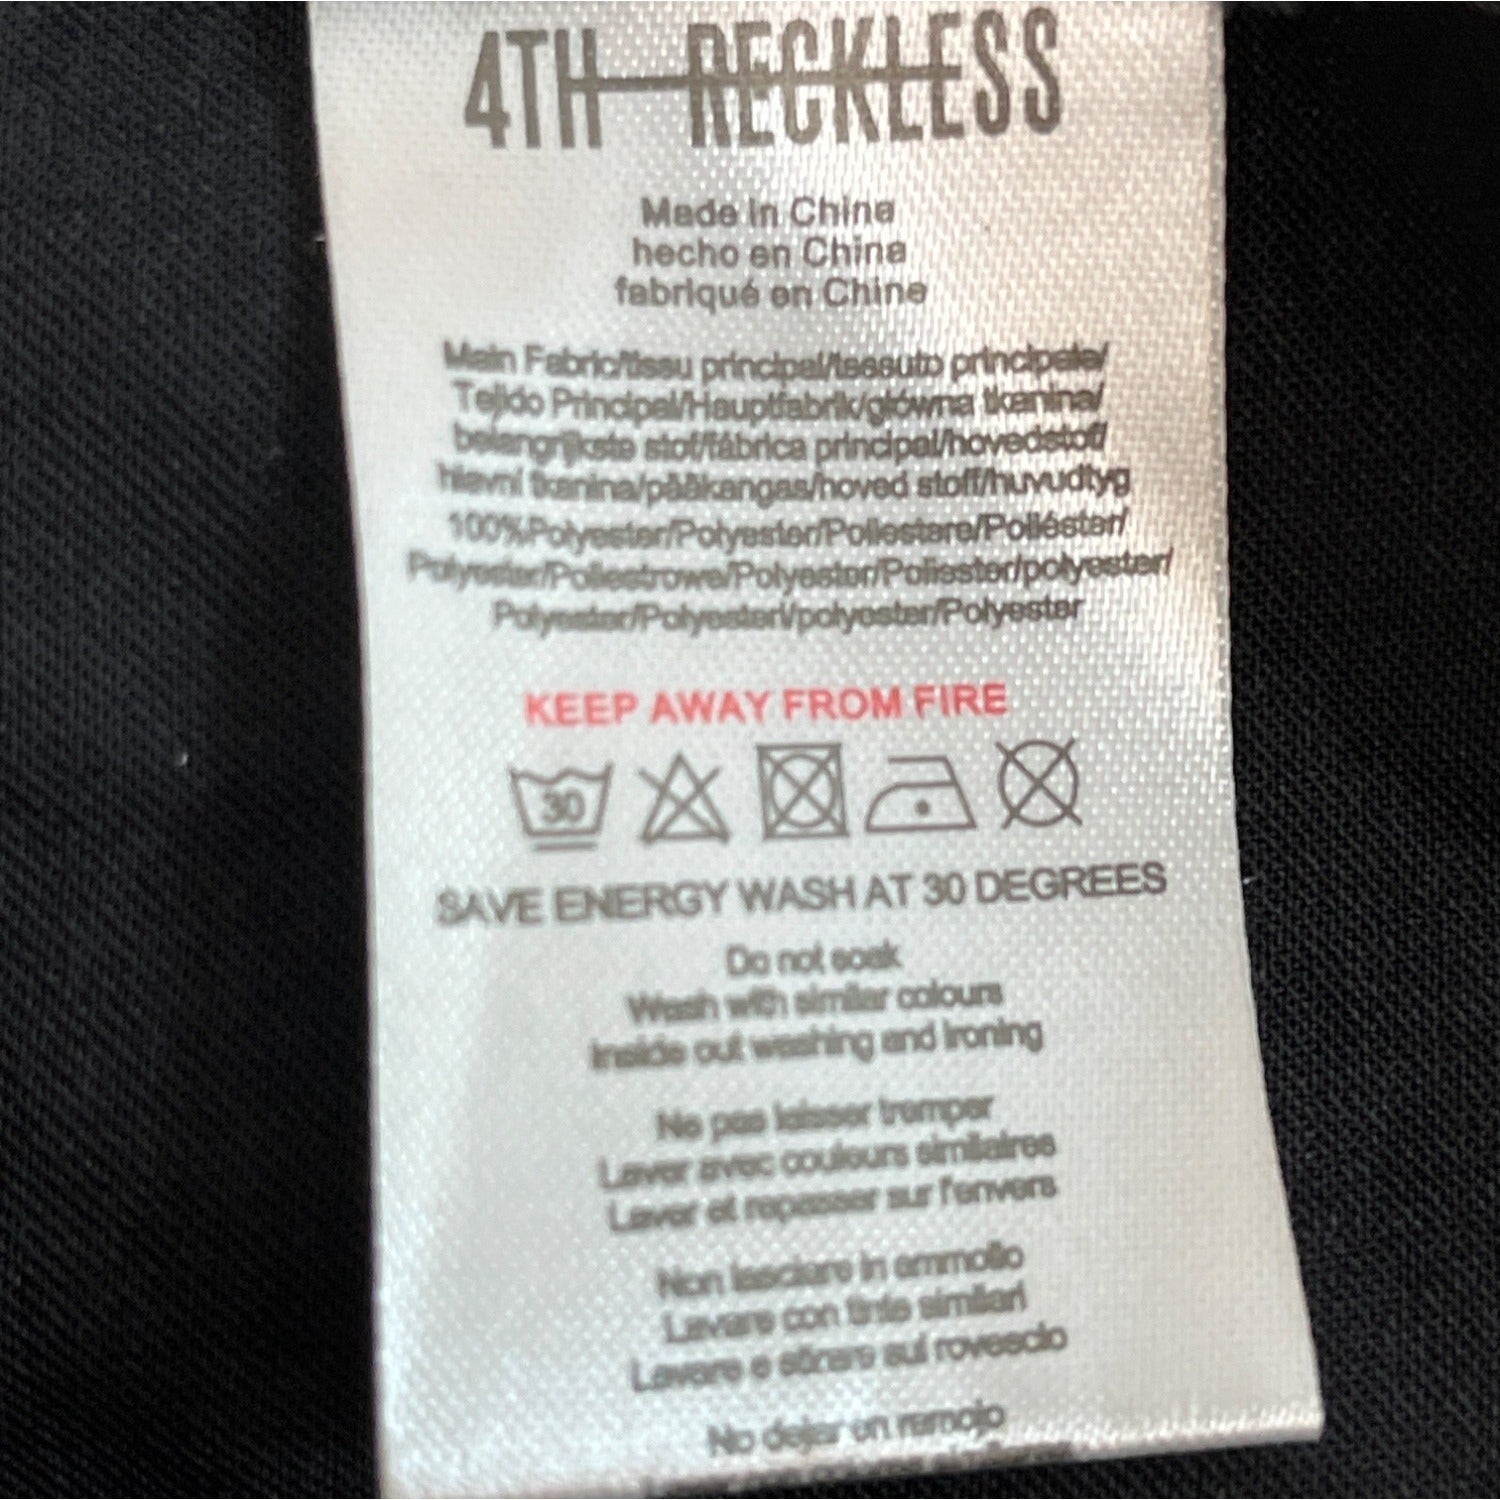 4TH RECKLESS
Made in China
hecho en China
fabriqué en Chine
Main Fabric/tissu principal/tessuto principale/
Tejido Principal/Hauptfabrik/główna tkanina/
belangrijkste stof/fábrica principal/hovedstoff/
hlavní tkanina/pääkangas/hoved stoff/huvudtyg
100%Polyester/Polyester/Poliestere/Poliéster/
Polyester/Poliestrowe/Polyester/Poliester/polyester/
Polyester/Polyesteri/polyester/Polyester
KEEP AWAY FROM FIRE
30
SAVE ENERGY WASH AT 30 DEGREES
Do not soak
Wash with similar colours
Inside out washing and ironing
Ne pas laisser tremper
Laver avec couleurs similaires
Laver et repasser sur l'envers
Non lasciare in ammollo
Lavare con tinte similari
Lavare e stirare sul rovescio
No dejar en remojo